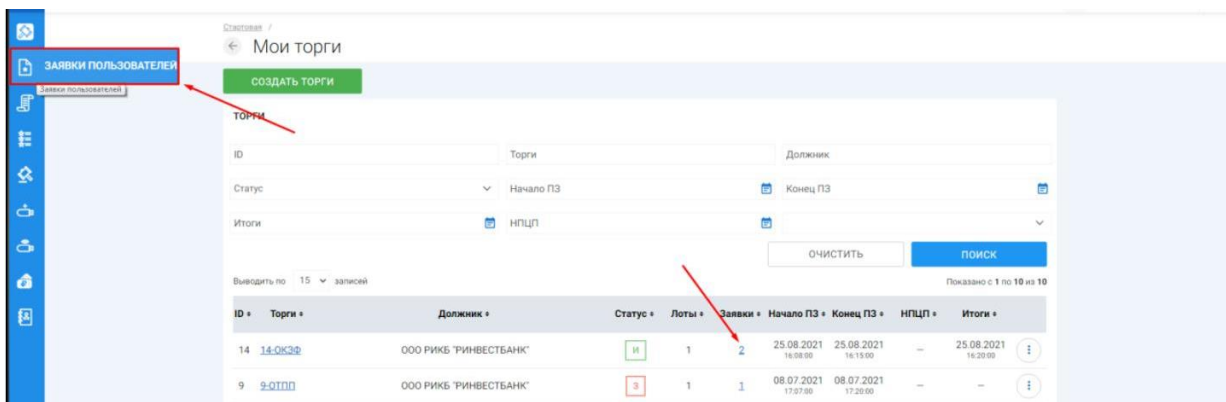 Стартовая /
Мои торги
ЗАЯВКИ ПОЛЬЗОВАТЕЛЕЙ
Заявки пользователей
СОЗДАТЬ ТОРГИ
ТОРГИ
ID Торги Должник
Статус Начало ПЗ Конец ПЗ
Итоги НПЦП
ОЧИСТИТЬ ПОИСК
Выводить по 15 записей Показано с 1 по 10 из 10
ID Торги Должник Статус Лоты Заявки Начало ПЗ Конец ПЗ НПЦП Итоги
14 14-ОКЗФ ООО РИКБ "РИНВЕСТБАНК" И 1 2 25.08.2021 25.08.2021 — 25.08.2021
16:08:00 16:15:00 16:20:00
9 9-ОТПП ООО РИКБ "РИНВЕСТБАНК" З 1 1 08.07.2021 08.07.2021 — —
17:07:00 17:20:00